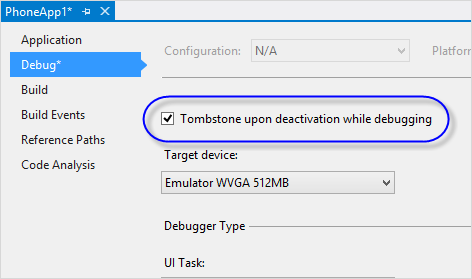 PhoneApp1*
Application
Debug*
Build
Build Events
Reference Paths
Code Analysis
Configuration: N/A Platfor
Tombstone upon deactivation while debugging
Target device:
Emulator WVGA 512MB
Debugger Type
UI Task: